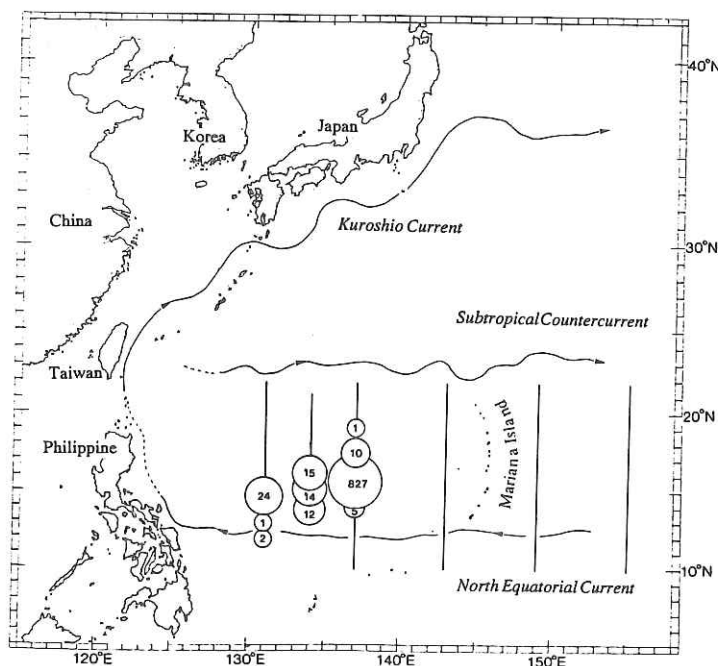 40°N
Korea
Japan
China
Kuroshio Current
30°N
Subtropical Countercurrent
Taiwan
20°N
Philippine
Mariana Island
1
10
15
827
24
14
12
5
1
2
North Equatorial Current
10°N
120°E
130°E
140°E
150°E